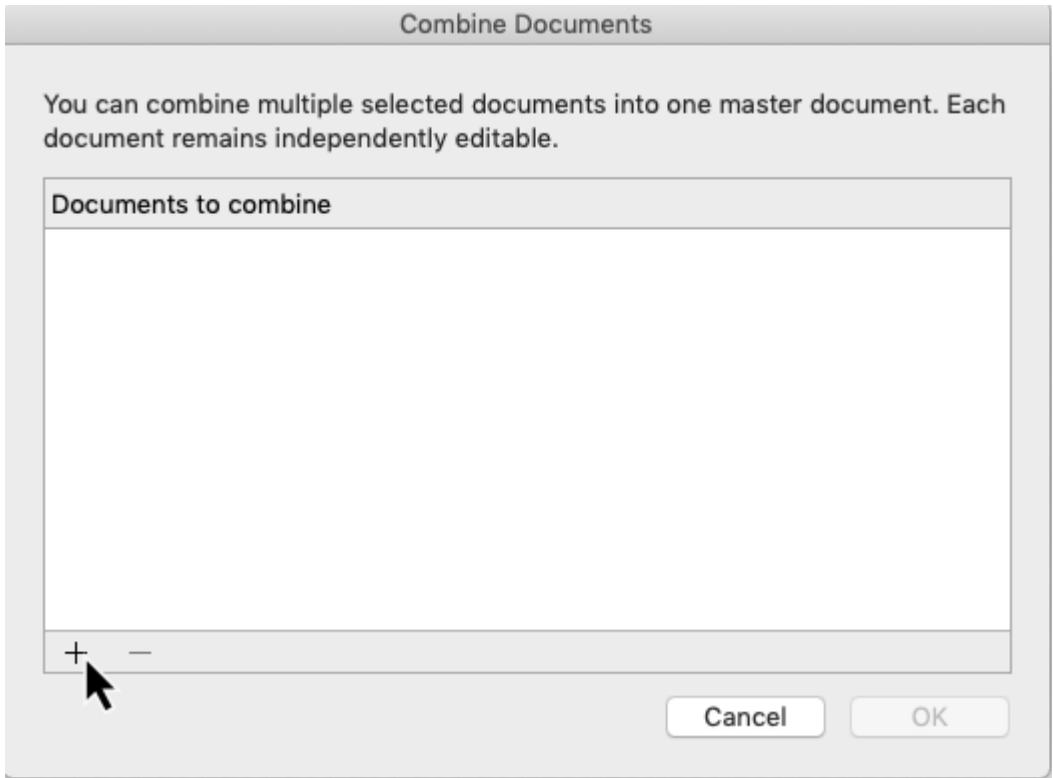 Combine Documents
You can combine multiple selected documents into one master document. Each
document remains independently editable.
Documents to combine
+ —
Cancel OK